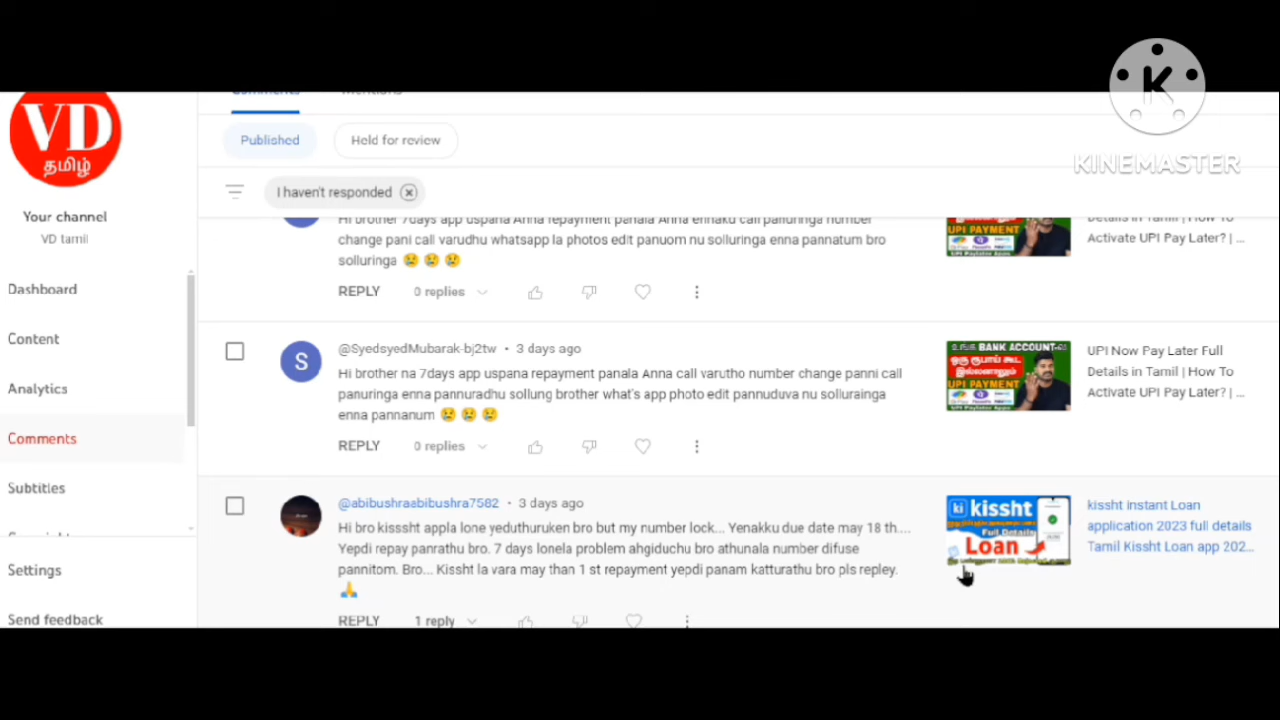 K
KINEMASTER
VD
தமிழ்
Your channel
VD tamil
Dashboard
Content
Analytics
Comments
Subtitles
Settings
Send feedback
Comments
Mentions
Published
Held for review
I haven't responded
Hi brother 7days app uspana Anna repayment panala Anna ennaku call panuringa number
change pani call varudhu whatsapp la photos edit panuom nu solluringa enna pannatum bro
solluringa 😢 😢 😢
REPLY 0 replies
UPI PAYMENT
Details in Tamil | How To
Activate UPI Pay Later? | ...
S
@SyedsyedMubarak-bj2tw • 3 days ago
Hi brother na 7days app uspana repayment panala Anna call varutho number change panni call
panuringa enna pannuradhu sollung brother what's app photo edit pannuduva nu sollurainga
enna pannanum 😢 😢 😢
REPLY 0 replies
BANK ACCOUNT-ல
ஒரு ரூபாய் கூட
இல்லனாலும்
UPI PAYMENT
UPI Now Pay Later Full
Details in Tamil | How To
Activate UPI Pay Later? | ...
@abibushraabibushra7582 • 3 days ago
Hi bro kisssht appla lone yeduthuruken bro but my number lock... Yenakku due date may 18 th....
Yepdi repay panrathu bro. 7 days lonela problem ahgiduchu bro athunala number difuse
pannitom. Bro... Kissht la vara may than 1 st repayment yepdi panam katturathu bro pls repley.
🙏
REPLY 1 reply
ki kissht
Full Details
Loan
kissht Instant Loan
application 2023 full details
Tamil Kissht Loan app 202...